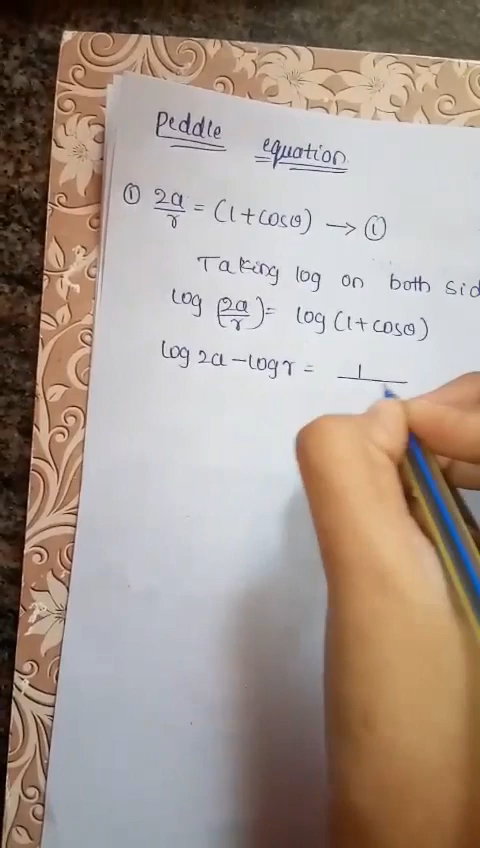 Peddle equation
① 2a/r = (1+cosθ) → ①
Taking log on both sid
log (2a/r) = log (1+cosθ)
log 2a - log r = 1/